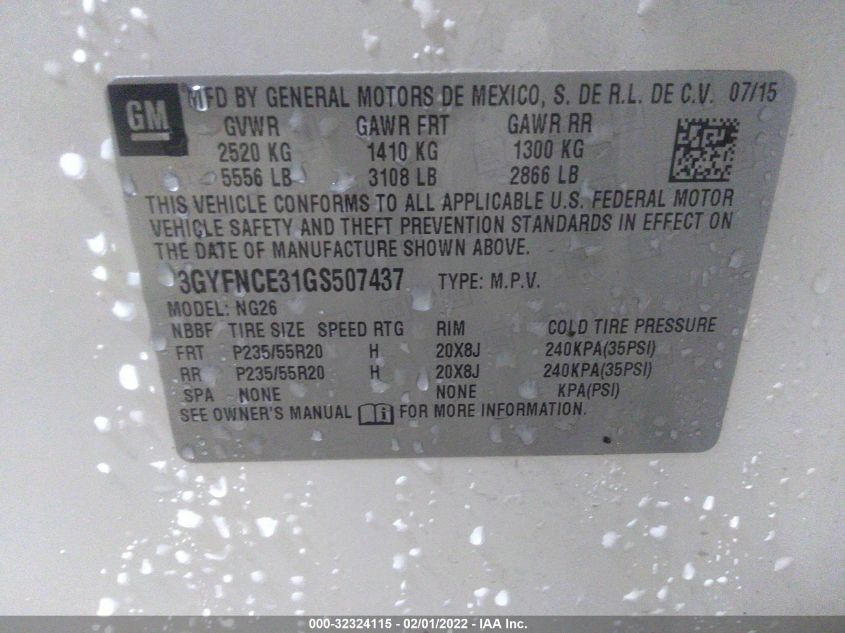 GM
MFD BY GENERAL MOTORS DE MEXICO, S. DE R.L. DE C.V. 07/15
GVWR GAWR FRT GAWR RR
2520 KG 1410 KG 1300 KG
5556 LB 3108 LB 2866 LB
THIS VEHICLE CONFORMS TO ALL APPLICABLE U.S. FEDERAL MOTOR
VEHICLE SAFETY AND THEFT PREVENTION STANDARDS IN EFFECT ON
THE DATE OF MANUFACTURE SHOWN ABOVE.
3GYFNCE31GS507437 TYPE: M.P.V.
MODEL: NG26
NBBF TIRE SIZE SPEED RTG RIM COLD TIRE PRESSURE
FRT P235/55R20 H 20X8J 240KPA(35PSI)
RR P235/55R20 H 20X8J 240KPA(35PSI)
SPA NONE NONE KPA(PSI)
SEE OWNER'S MANUAL i FOR MORE INFORMATION.
000-32324115 - 02/01/2022 - IAA Inc.